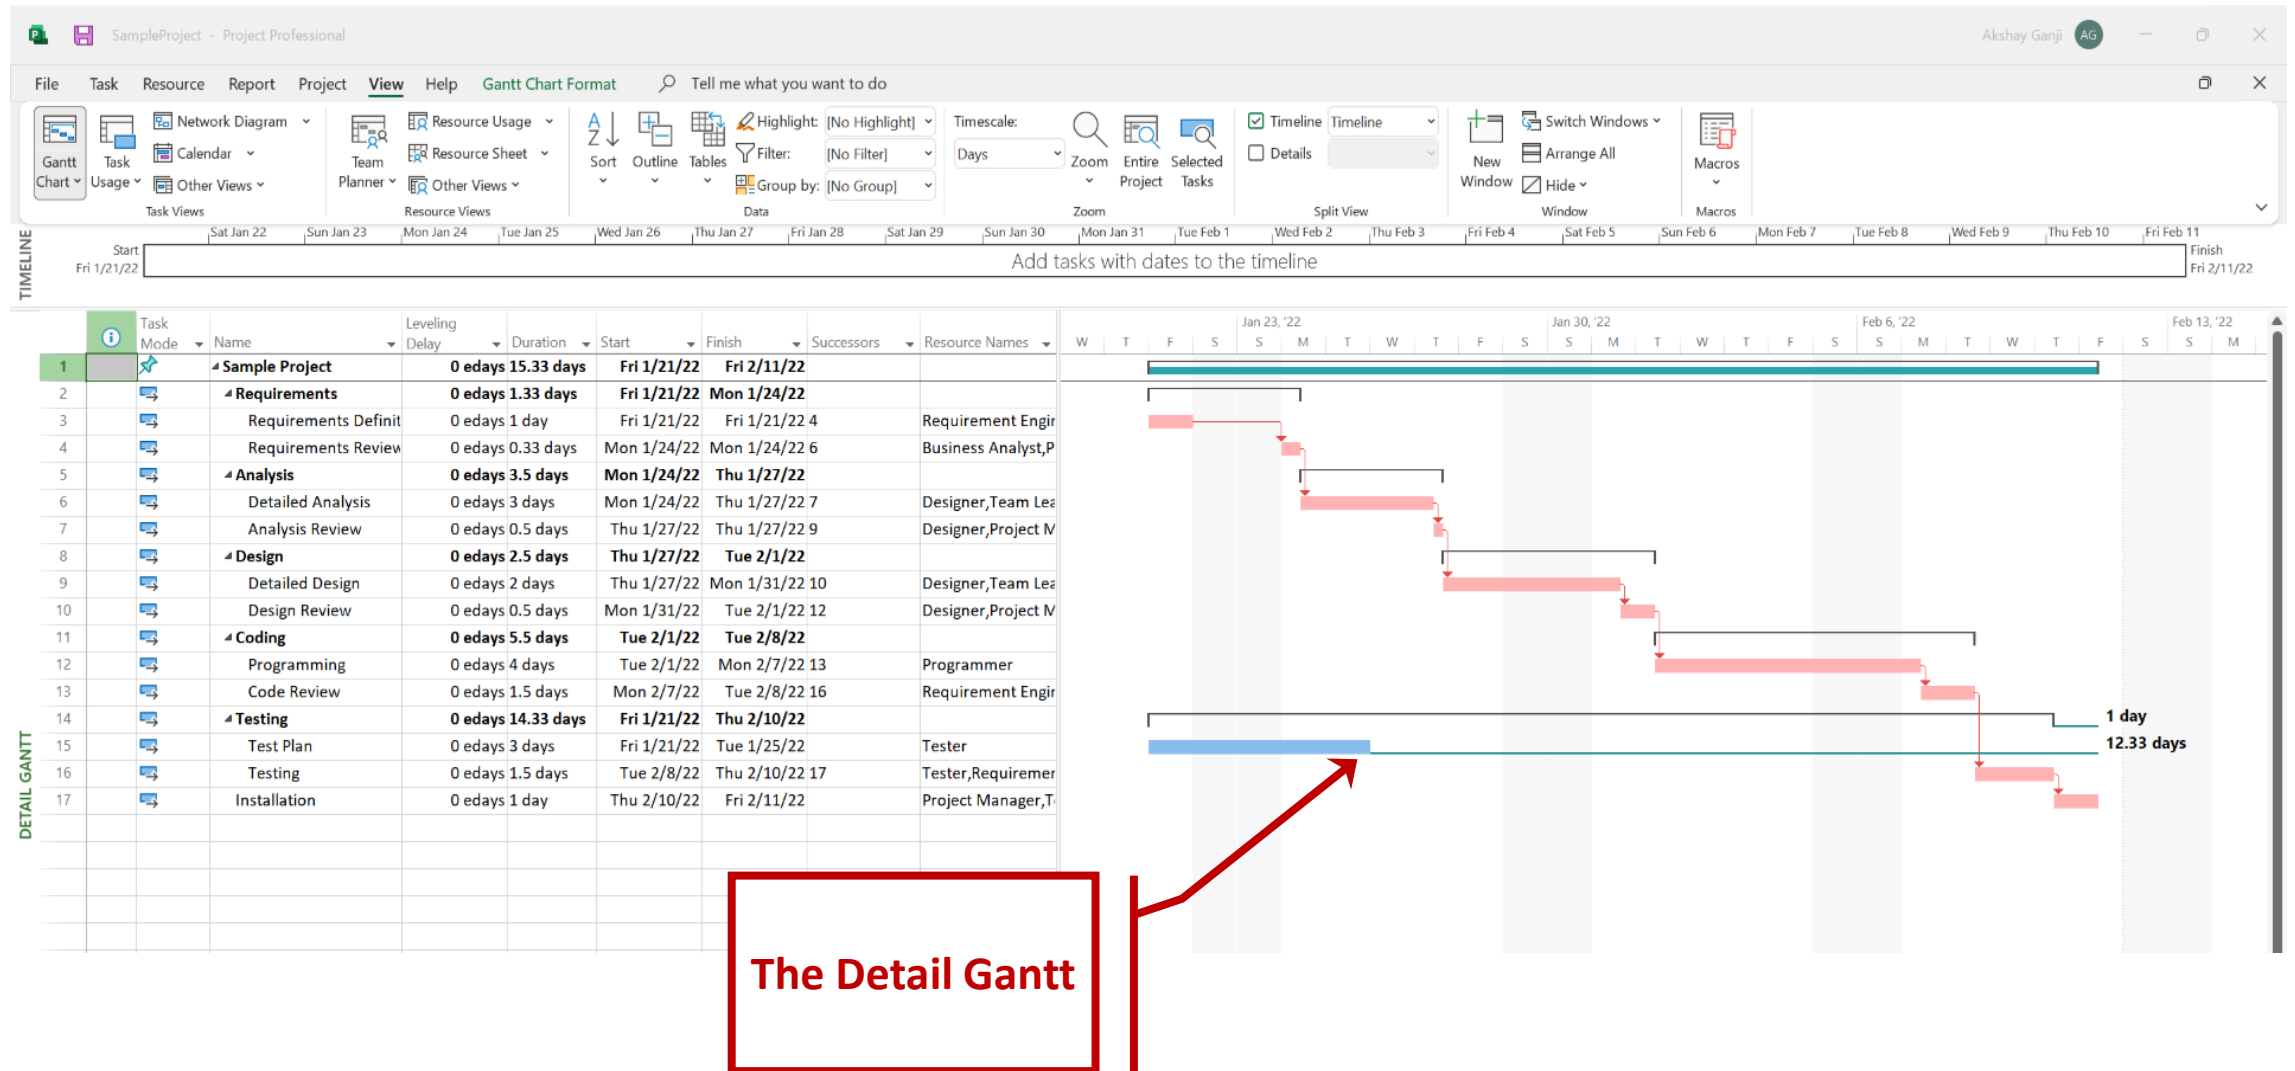 SampleProject - Project Professional
Akshay Ganji AG
File Task Resource Report Project View Help Gantt Chart Format Tell me what you want to do
Gantt Chart
Task Usage
Network Diagram
Calendar
Other Views
Task Views
Team Planner
Resource Usage
Resource Sheet
Other Views
Resource Views
Sort
Outline
Tables
Highlight: [No Highlight]
Filter: [No Filter]
Group by: [No Group]
Data
Timescale:
Days
Zoom
Entire Project
Selected Tasks
Zoom
Timeline Timeline
Details
Split View
New Window
Switch Windows
Arrange All
Hide
Window
Macros
Macros
TIMELINE
Sat Jan 22 Sun Jan 23 Mon Jan 24 Tue Jan 25 Wed Jan 26 Thu Jan 27 Fri Jan 28 Sat Jan 29 Sun Jan 30 Mon Jan 31 Tue Feb 1 Wed Feb 2 Thu Feb 3 Fri Feb 4 Sat Feb 5 Sun Feb 6 Mon Feb 7 Tue Feb 8 Wed Feb 9 Thu Feb 10 Fri Feb 11
Start
Fri 1/21/22
Add tasks with dates to the timeline
Finish
Fri 2/11/22
Task Mode Name Leveling Delay Duration Start Finish Successors Resource Names
Jan 23, '22 Jan 30, '22 Feb 6, '22 Feb 13, '22
W T F S S M T W T F S S M T W T F S S M T W T F S S M
1 Sample Project 0 edays 15.33 days Fri 1/21/22 Fri 2/11/22
2 Requirements 0 edays 1.33 days Fri 1/21/22 Mon 1/24/22
3 Requirements Definit 0 edays 1 day Fri 1/21/22 Fri 1/21/22 4 Requirement Engir
4 Requirements Review 0 edays 0.33 days Mon 1/24/22 Mon 1/24/22 6 Business Analyst,P
5 Analysis 0 edays 3.5 days Mon 1/24/22 Thu 1/27/22
6 Detailed Analysis 0 edays 3 days Mon 1/24/22 Thu 1/27/22 7 Designer,Team Lea
7 Analysis Review 0 edays 0.5 days Thu 1/27/22 Thu 1/27/22 9 Designer,Project M
8 Design 0 edays 2.5 days Thu 1/27/22 Tue 2/1/22
9 Detailed Design 0 edays 2 days Thu 1/27/22 Mon 1/31/22 10 Designer,Team Lea
10 Design Review 0 edays 0.5 days Mon 1/31/22 Tue 2/1/22 12 Designer,Project M
11 Coding 0 edays 5.5 days Tue 2/1/22 Tue 2/8/22
12 Programming 0 edays 4 days Tue 2/1/22 Mon 2/7/22 13 Programmer
13 Code Review 0 edays 1.5 days Mon 2/7/22 Tue 2/8/22 16 Requirement Engir
14 Testing 0 edays 14.33 days Fri 1/21/22 Thu 2/10/22 1 day
15 Test Plan 0 edays 3 days Fri 1/21/22 Tue 1/25/22 Tester 12.33 days
16 Testing 0 edays 1.5 days Tue 2/8/22 Thu 2/10/22 17 Tester,Requiremer
17 Installation 0 edays 1 day Thu 2/10/22 Fri 2/11/22 Project Manager,T
DETAIL GANTT
The Detail Gantt